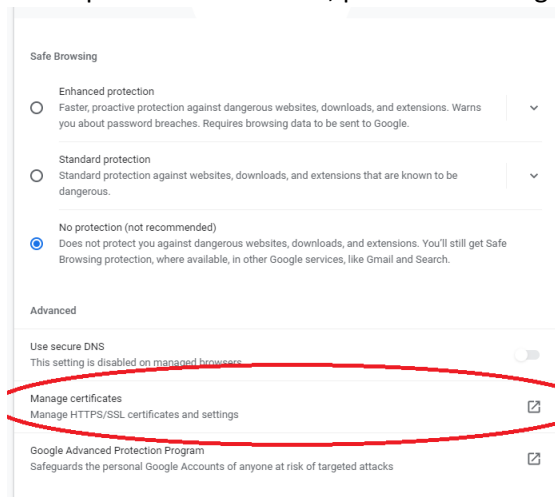 Safe Browsing
Enhanced protection
Faster, proactive protection against dangerous websites, downloads, and extensions. Warns
you about password breaches. Requires browsing data to be sent to Google.
Standard protection
Standard protection against websites, downloads, and extensions that are known to be
dangerous.
No protection (not recommended)
Does not protect you against dangerous websites, downloads, and extensions. You'll still get Safe
Browsing protection, where available, in other Google services, like Gmail and Search.
Advanced
Use secure DNS
This setting is disabled on managed browsers
Manage certificates
Manage HTTPS/SSL certificates and settings
Google Advanced Protection Program
Safeguards the personal Google Accounts of anyone at risk of targeted attacks